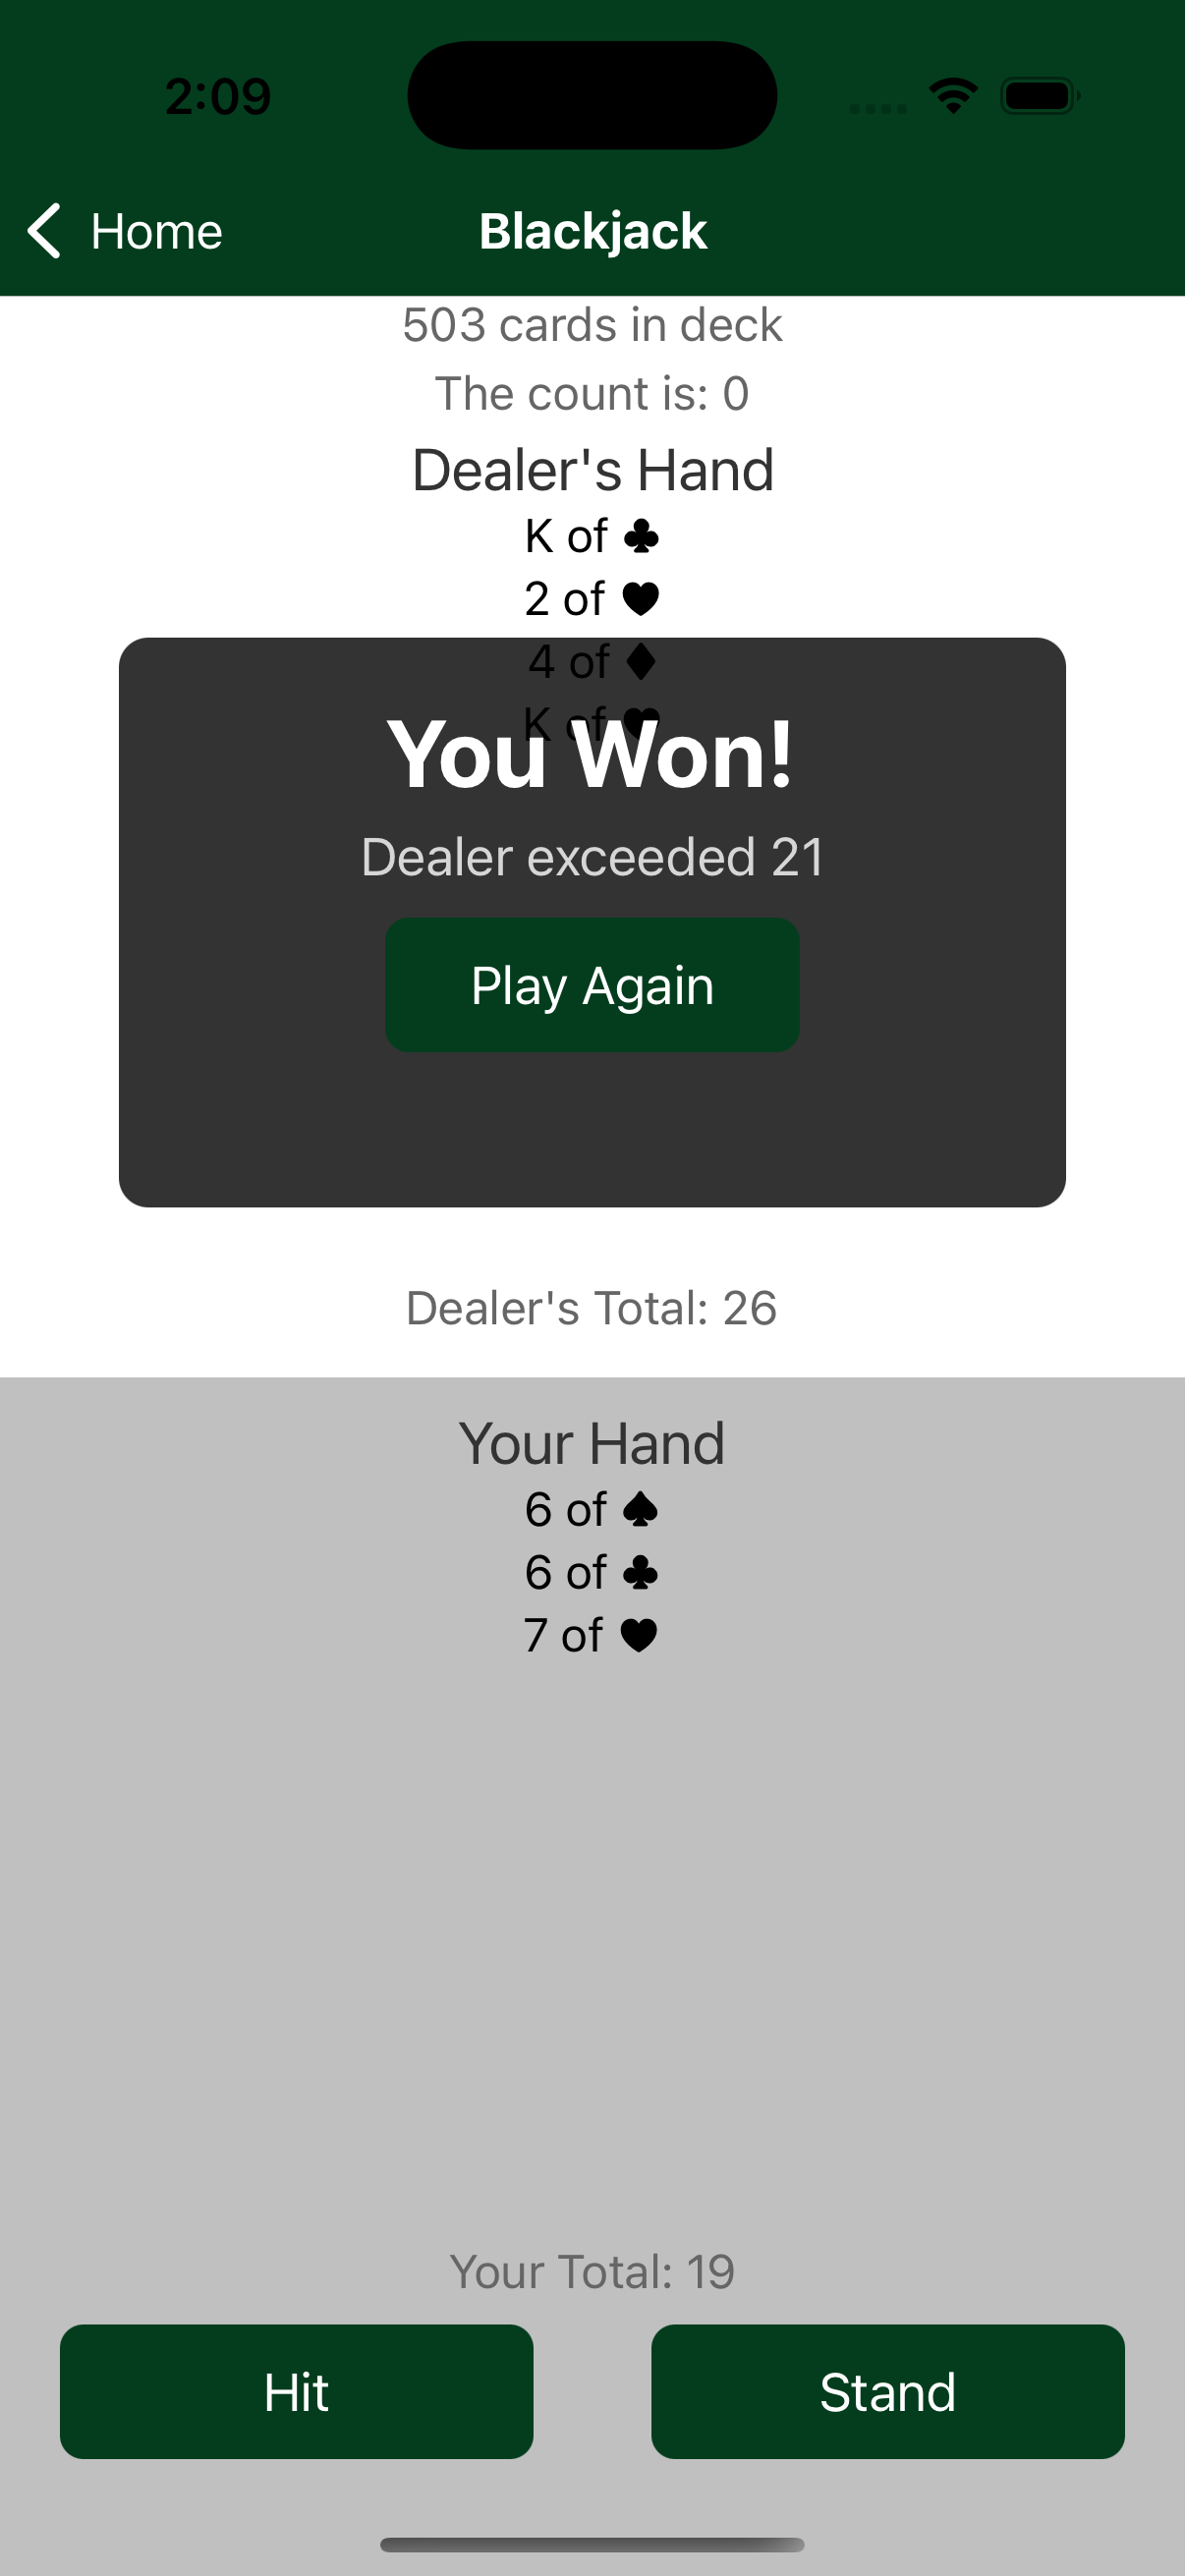 2:09
Home
Blackjack
503 cards in deck
The count is: 0
Dealer's Hand
K of ♣
2 of ♥
4 of ♦
K of ♥
You Won!
Dealer exceeded 21
Play Again
Dealer's Total: 26
Your Hand
6 of ♠
6 of ♣
7 of ♥
Your Total: 19
Hit
Stand